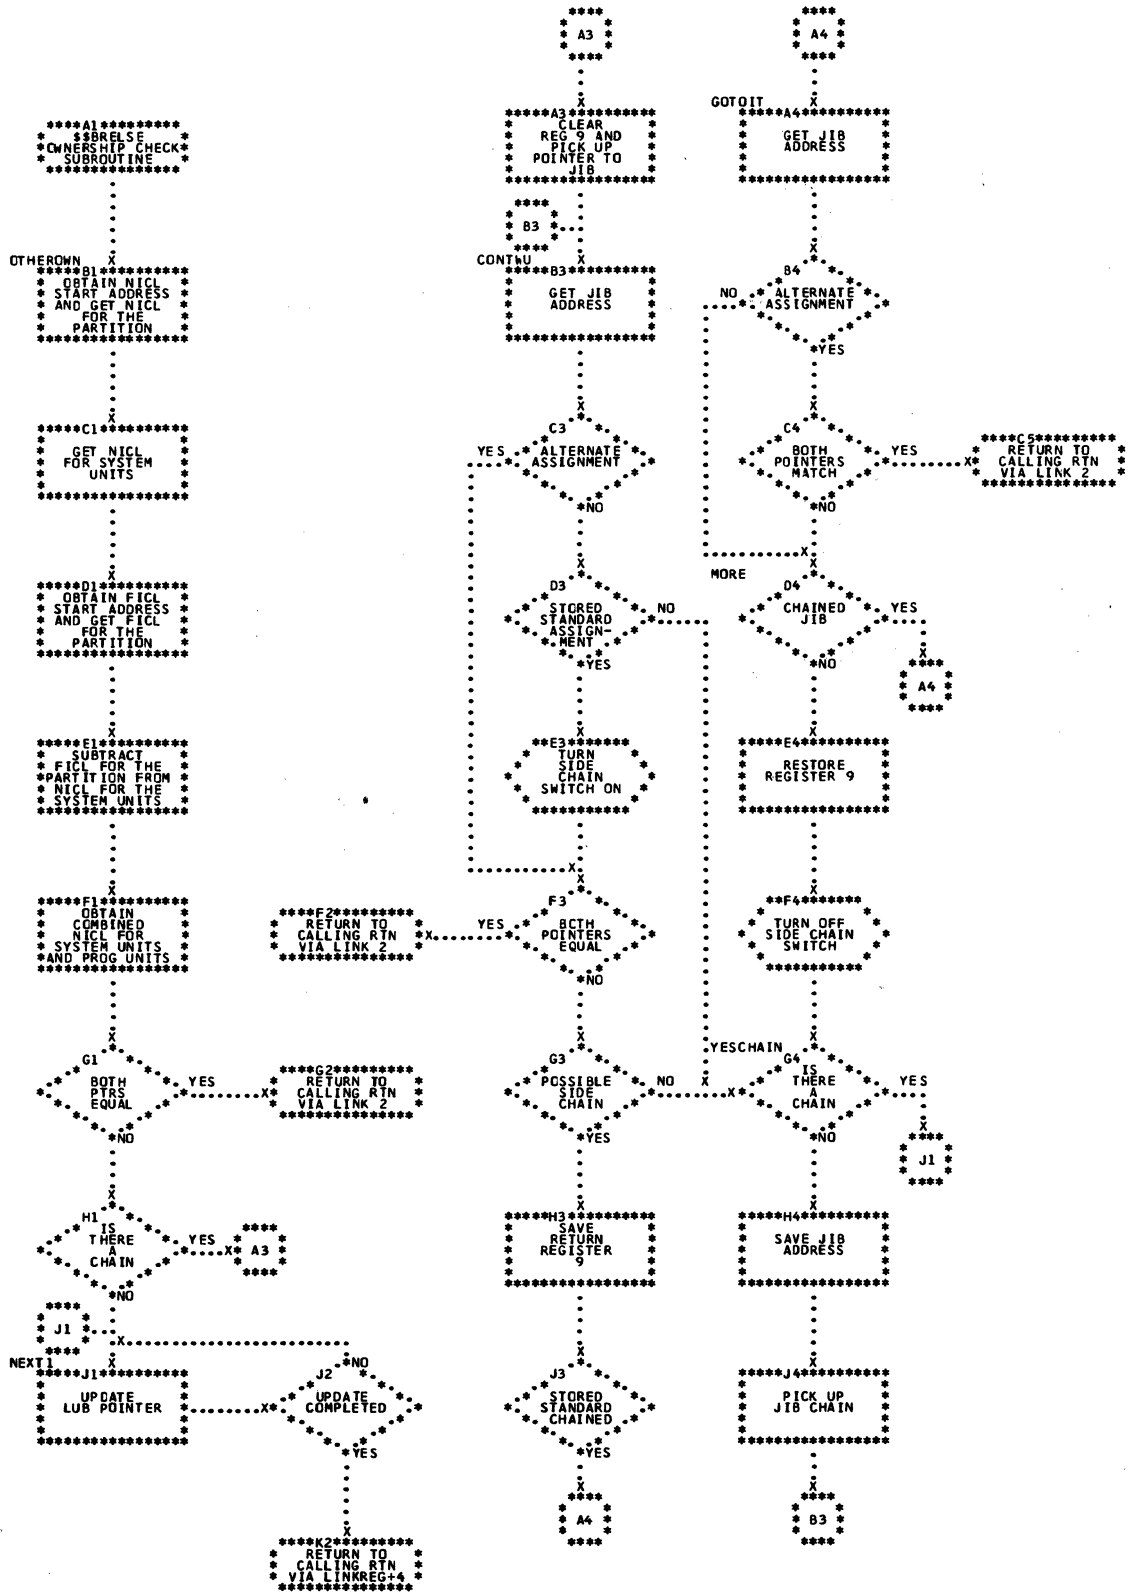 A1
$$BRELSE
OWNERSHIP CHECK
SUBROUTINE
OTHEROWN
B1
OBTAIN NICL
START ADDRESS
AND GET NICL
FOR THE
PARTITION
C1
GET NICL
FOR SYSTEM
UNITS
D1
OBTAIN FICL
START ADDRESS
AND GET FICL
FOR THE
PARTITION
E1
SUBTRACT
FICL FOR THE
PARTITION FROM
NICL FOR THE
SYSTEM UNITS
F1
OBTAIN
COMBINED
NICL FOR
SYSTEM UNITS
AND PROG UNITS
G1
BOTH
PTRS
EQUAL
YES
NO
G2
RETURN TO
CALLING RTN
VIA LINK 2
H1
IS
THERE
A
CHAIN
YES
A3
NO
J1
NEXT1
J1
UPDATE
LUB POINTER
J2
UPDATE
COMPLETED
NO
YES
K2
RETURN TO
CALLING RTN
VIA LINKREG+4
A3
A3
CLEAR
REG 9 AND
PICK UP
POINTER TO
JIB
B3
CONTWU
B3
GET JIB
ADDRESS
C3
ALTERNATE
ASSIGNMENT
YES
NO
D3
STORED
STANDARD
ASSIGN-
MENT
NO
YES
E3
TURN
SIDE
CHAIN
SWITCH ON
F3
BCTH
POINTERS
EQUAL
YES
NO
F2
RETURN TO
CALLING RTN
VIA LINK 2
G3
POSSIBLE
SIDE
CHAIN
NO
YES
H3
SAVE
RETURN
REGISTER
9
J3
STORED
STANDARD
CHAINED
YES
A4
A4
GOTOIT
A4
GET JIB
ADDRESS
B4
ALTERNATE
ASSIGNMENT
NO
YES
C4
BOTH
POINTERS
MATCH
YES
NO
C5
RETURN TO
CALLING RTN
VIA LINK 2
MORE
D4
CHAINED
JIB
YES
NO
A4
E4
RESTORE
REGISTER 9
F4
TURN OFF
SIDE CHAIN
SWITCH
YESCHAIN
G4
IS
THERE
A
CHAIN
YES
NO
J1
H4
SAVE JIB
ADDRESS
J4
PICK UP
JIB CHAIN
B3